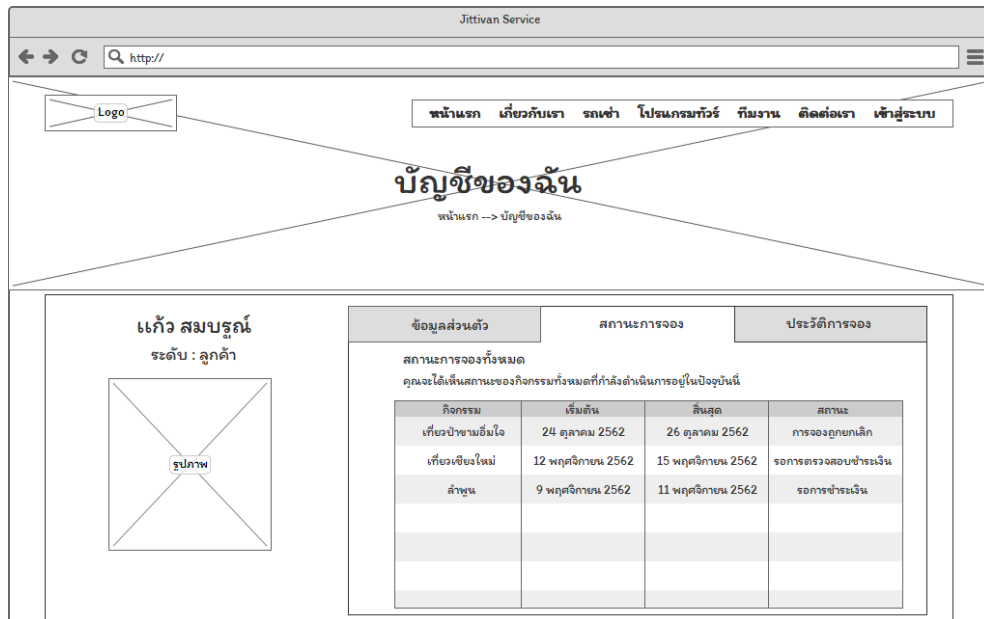 Jittivan Service
http://
Logo
หน้าแรก เกี่ยวกับเรา รถเช่า โปรแกรมทัวร์ ทีมงาน ติดต่อเรา เข้าสู่ระบบ
บัญชีของฉัน
หน้าแรก --> บัญชีของฉัน
แก้ว สมบรูณ์
ระดับ : ลูกค้า
รูปภาพ
ข้อมูลส่วนตัว สถานะการจอง ประวัติการจอง
สถานะการจองทั้งหมด
คุณจะได้เห็นสถานะของกิจกรรมทั้งหมดที่กำลังดำเนินการอยู่ในปัจจุบันนี่
กิจกรรม เริ่มต้น สิ้นสุด สถานะ
เที่ยวป่าขามอิ่มใจ 24 ตุลาคม 2562 26 ตุลาคม 2562 การจองถูกยกเลิก
เที่ยวเชียงใหม่ 12 พฤศจิกายน 2562 15 พฤศจิกายน 2562 รอการตรวจสอบชำระเงิน
ลำพูน 9 พฤศจิกายน 2562 11 พฤศจิกายน 2562 รอการชำระเงิน